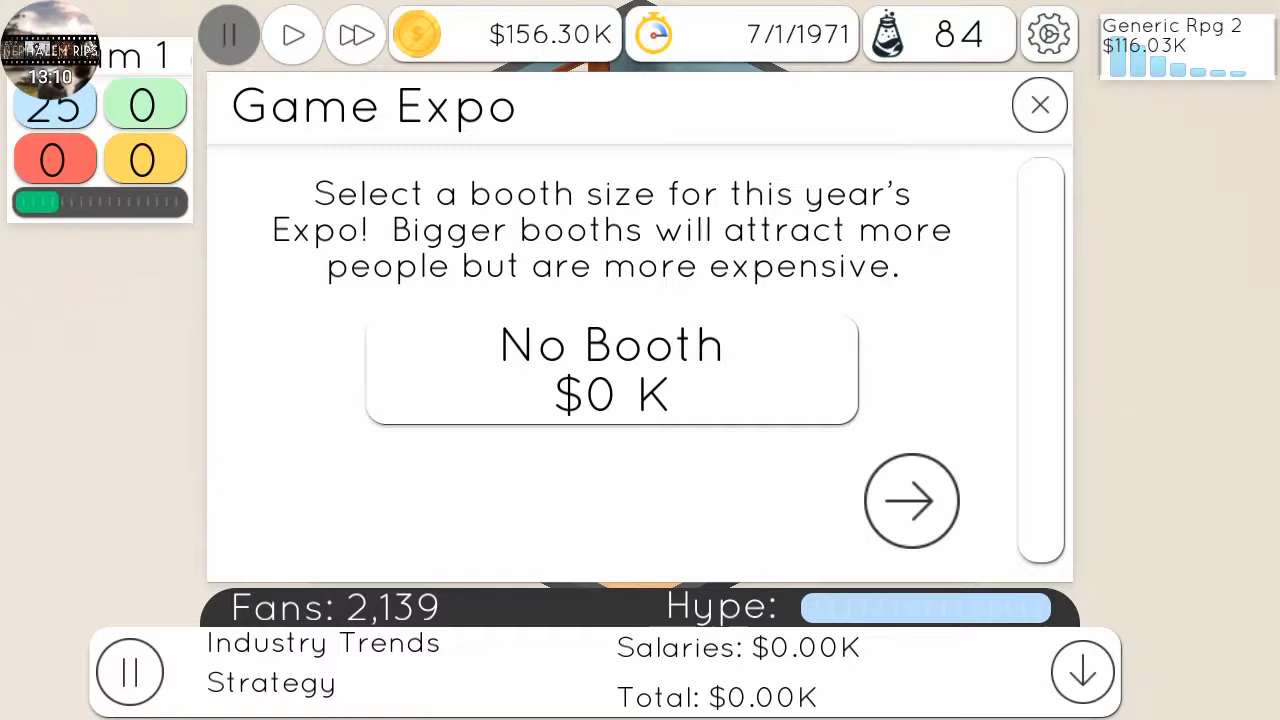 $156.30K
7/1/1971
84
Generic Rpg 2
$116.03K
NERHALEM RIPS
m 1
13:10
25
0
0
0
Game Expo
Select a booth size for this year's
Expo! Bigger booths will attract more
people but are more expensive.
No Booth
$0 K
Fans: 2,139
Hype:
Industry Trends
Strategy
Salaries: $0.00K
Total: $0.00K